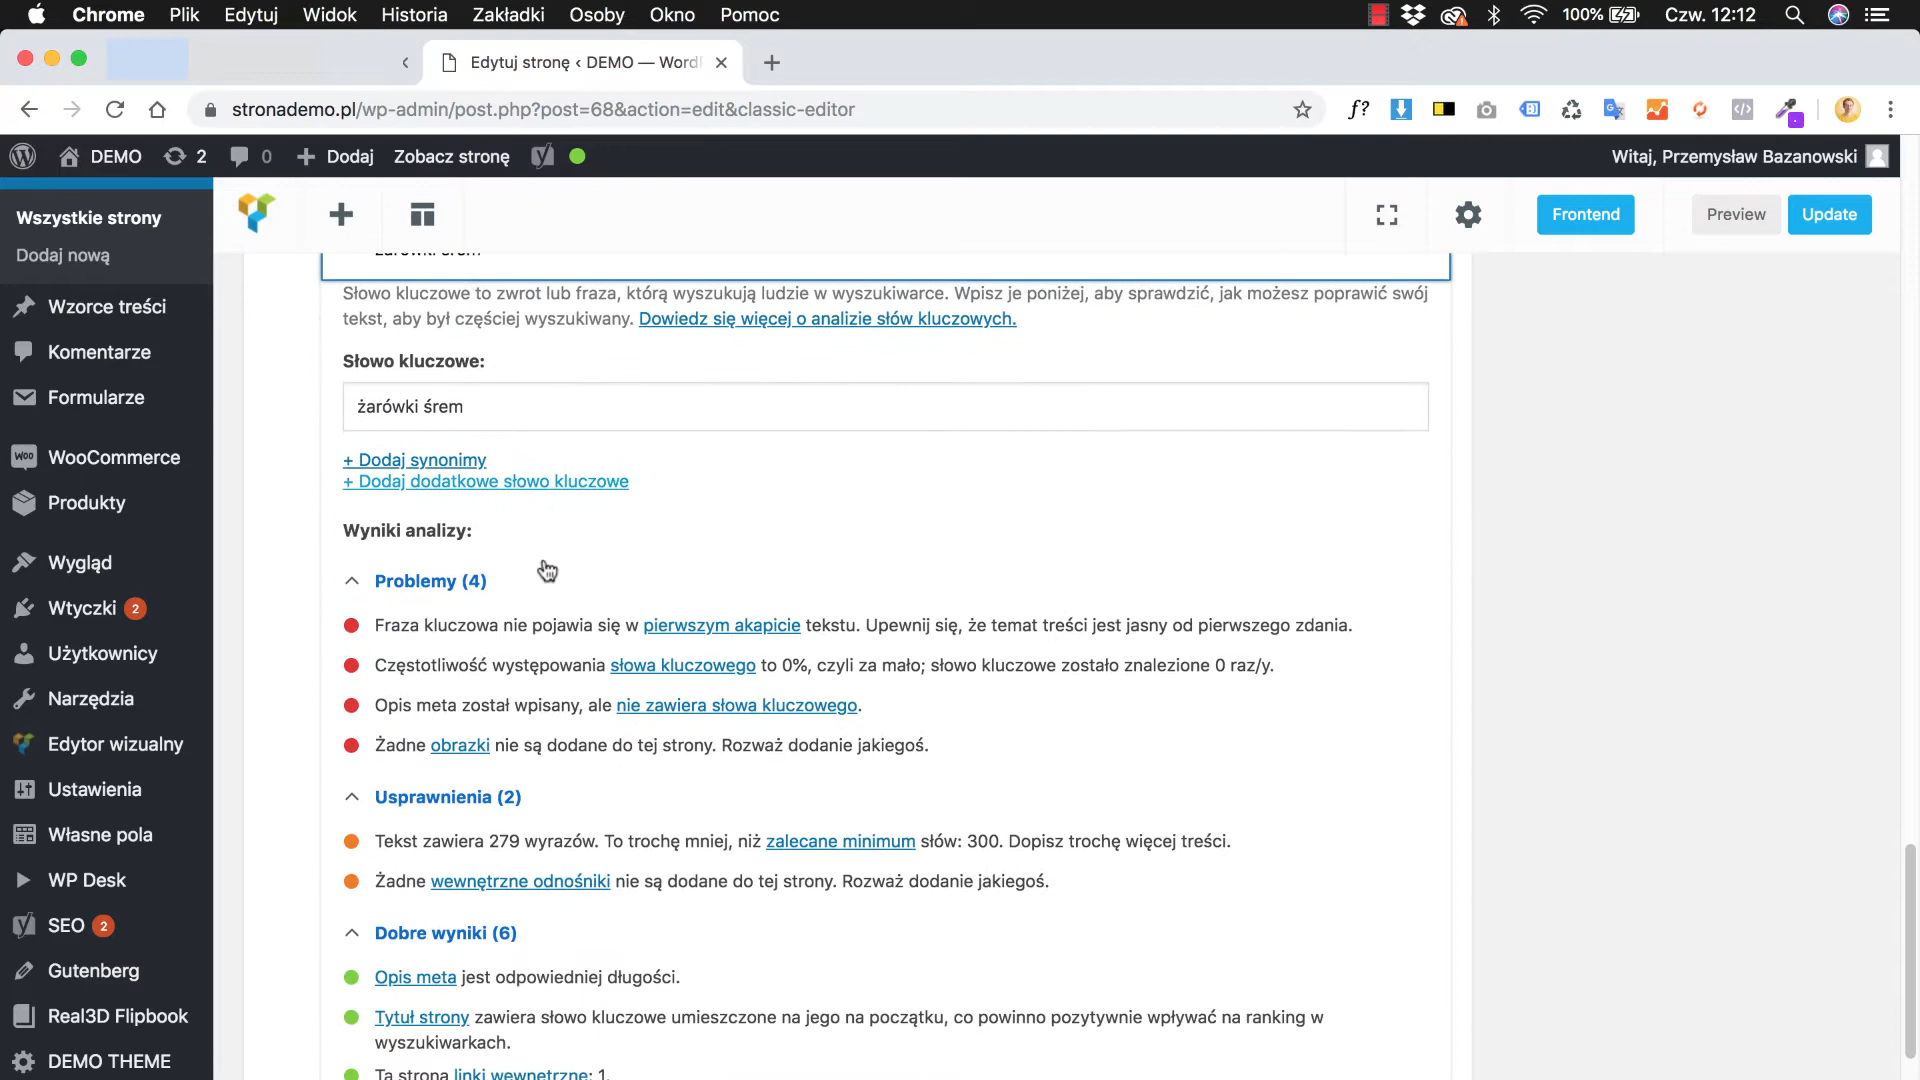 Chrome Plik Edytuj Widok Historia Zakładki Osoby Okno Pomoc 100% Czw. 12:12
Edytuj stronę ‹ DEMO — Word
stronademo.pl/wp-admin/post.php?post=68&action=edit&classic-editor
f?
DEMO 2 0 Dodaj Zobacz stronę Witaj, Przemysław Bazanowski
Wszystkie strony
Dodaj nową
Wzorce treści
Komentarze
Formularze
WooCommerce
Produkty
Wygląd
Wtyczki 2
Użytkownicy
Narzędzia
Edytor wizualny
Ustawienia
Własne pola
WP Desk
SEO 2
Gutenberg
Real3D Flipbook
DEMO THEME
Frontend Preview Update
Słowo kluczowe to zwrot lub fraza, którą wyszukują ludzie w wyszukiwarce. Wpisz je poniżej, aby sprawdzić, jak możesz poprawić swój
tekst, aby był częściej wyszukiwany. Dowiedz się więcej o analizie słów kluczowych.
Słowo kluczowe:
żarówki śrem
+ Dodaj synonimy
+ Dodaj dodatkowe słowo kluczowe
Wyniki analizy:
Problemy (4)
Fraza kluczowa nie pojawia się w pierwszym akapicie tekstu. Upewnij się, że temat treści jest jasny od pierwszego zdania.
Częstotliwość występowania słowa kluczowego to 0%, czyli za mało; słowo kluczowe zostało znalezione 0 raz/y.
Opis meta został wpisany, ale nie zawiera słowa kluczowego.
Żadne obrazki nie są dodane do tej strony. Rozważ dodanie jakiegoś.
Usprawnienia (2)
Tekst zawiera 279 wyrazów. To trochę mniej, niż zalecane minimum słów: 300. Dopisz trochę więcej treści.
Żadne wewnętrzne odnośniki nie są dodane do tej strony. Rozważ dodanie jakiegoś.
Dobre wyniki (6)
Opis meta jest odpowiedniej długości.
Tytuł strony zawiera słowo kluczowe umieszczone na jego na początku, co powinno pozytywnie wpływać na ranking w
wyszukiwarkach.
Ta strona linki wewnętrzne: 1.